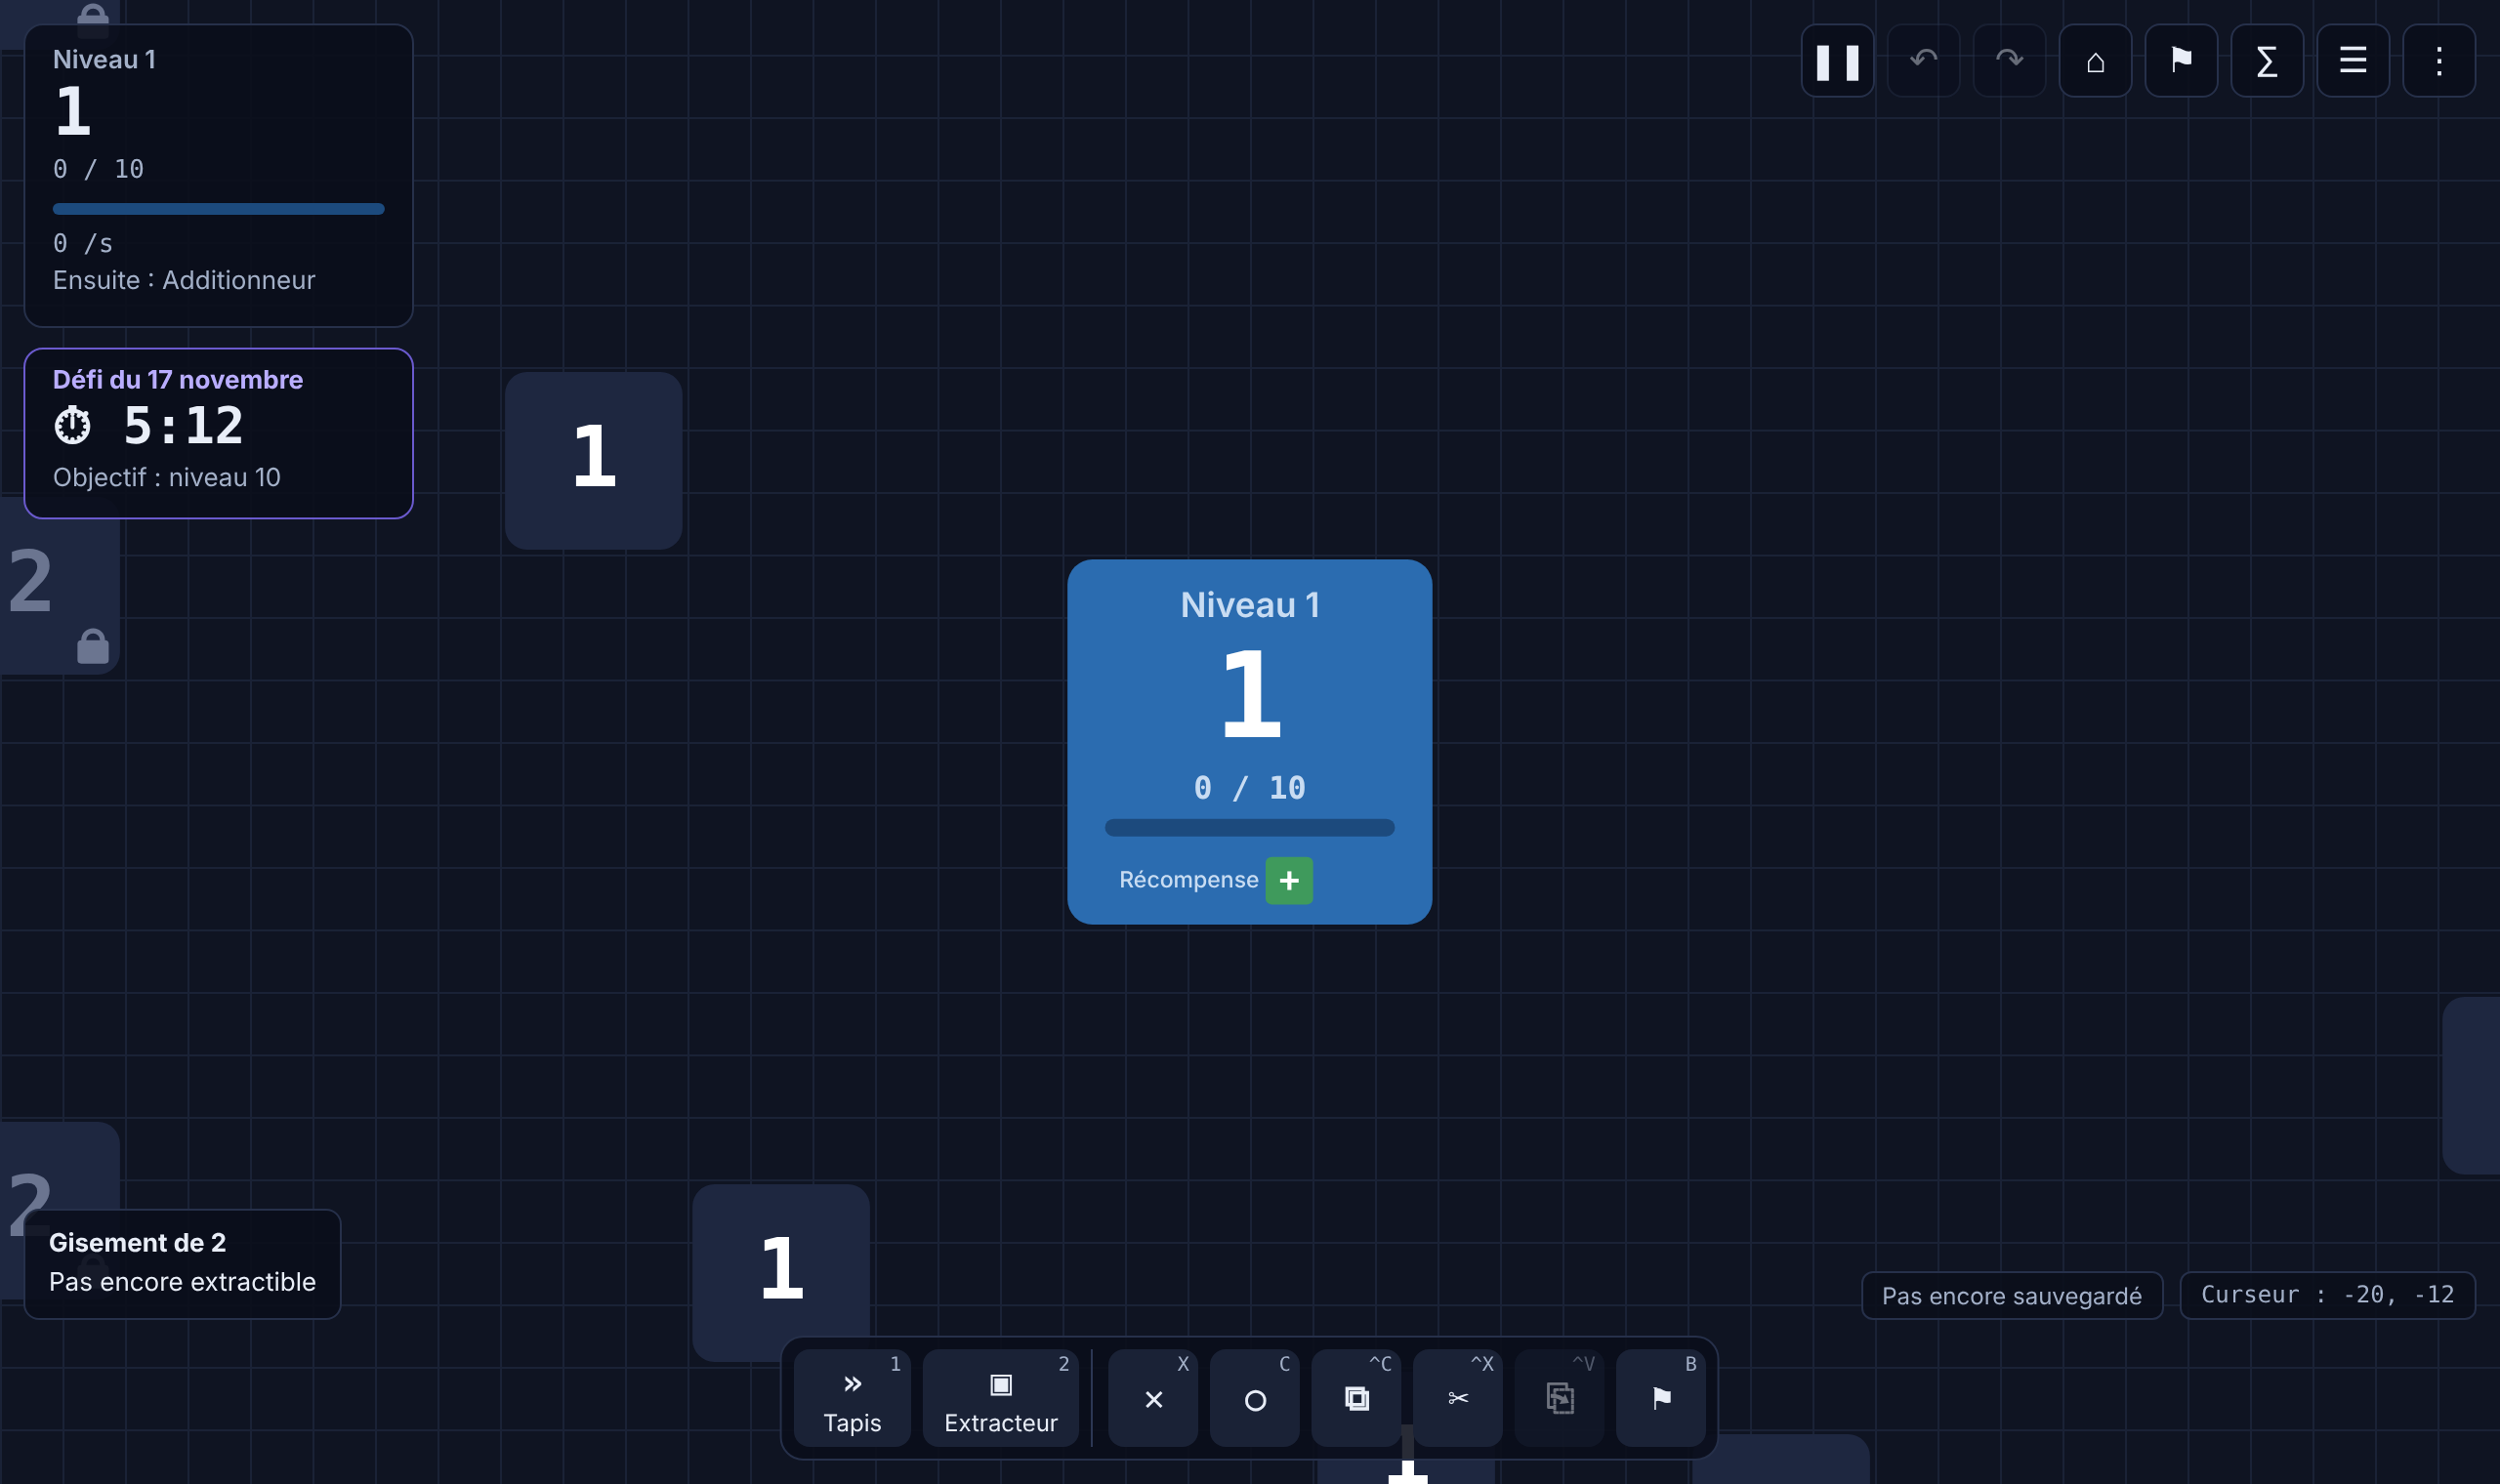 Niveau 1
1
0 / 10
0 /s
Ensuite : Additionneur
Défi du 17 novembre
⏱ 5:12
Objectif : niveau 10
1
2
Niveau 1
1
0 / 10
Récompense +
2
Gisement de 2
Pas encore extractible
1
Pas encore sauvegardé
Curseur : -20, -12
1
Tapis
2
Extracteur
X
C
^C
^X
^V
B
1